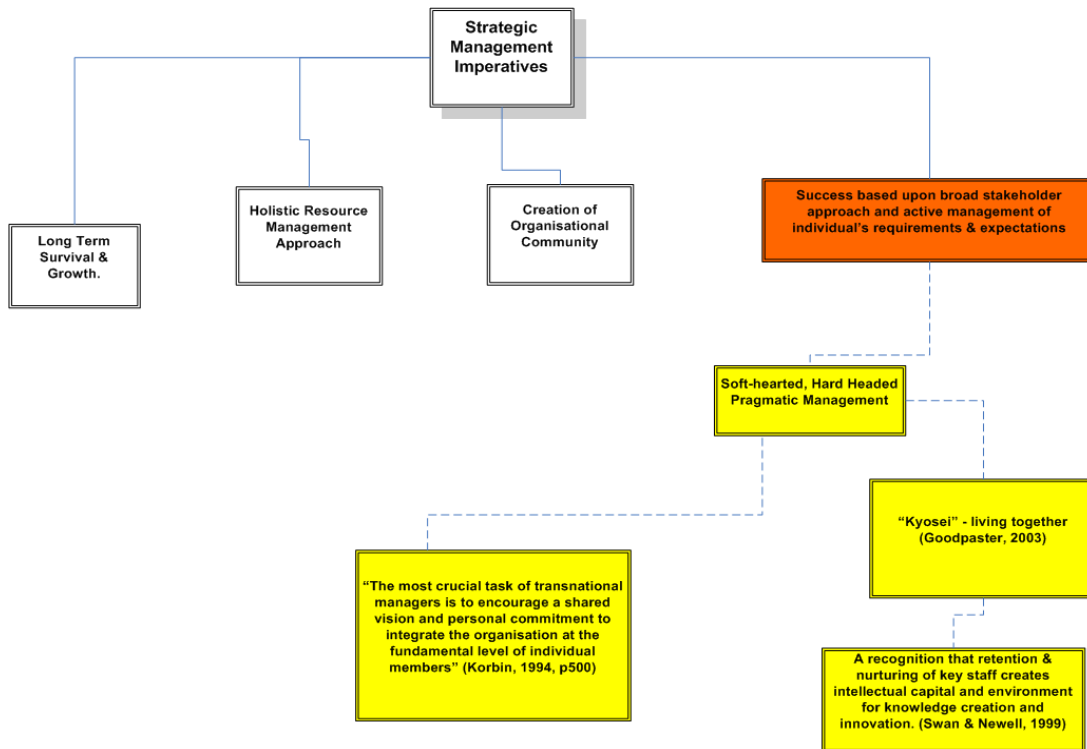 Strategic
Management
Imperatives
Long Term
Survival &
Growth.
Holistic Resource
Management
Approach
Creation of
Organisational
Community
Success based upon broad stakeholder
approach and active management of
individual’s requirements & expectations
Soft-hearted, Hard Headed
Pragmatic Management
“Kyosei” - living together
(Goodpaster, 2003)
“The most crucial task of transnational
managers is to encourage a shared
vision and personal commitment to
integrate the organisation at the
fundamental level of individual
members” (Korbin, 1994, p500)
A recognition that retention &
nurturing of key staff creates
intellectual capital and environment
for knowledge creation and
innovation. (Swan & Newell, 1999)